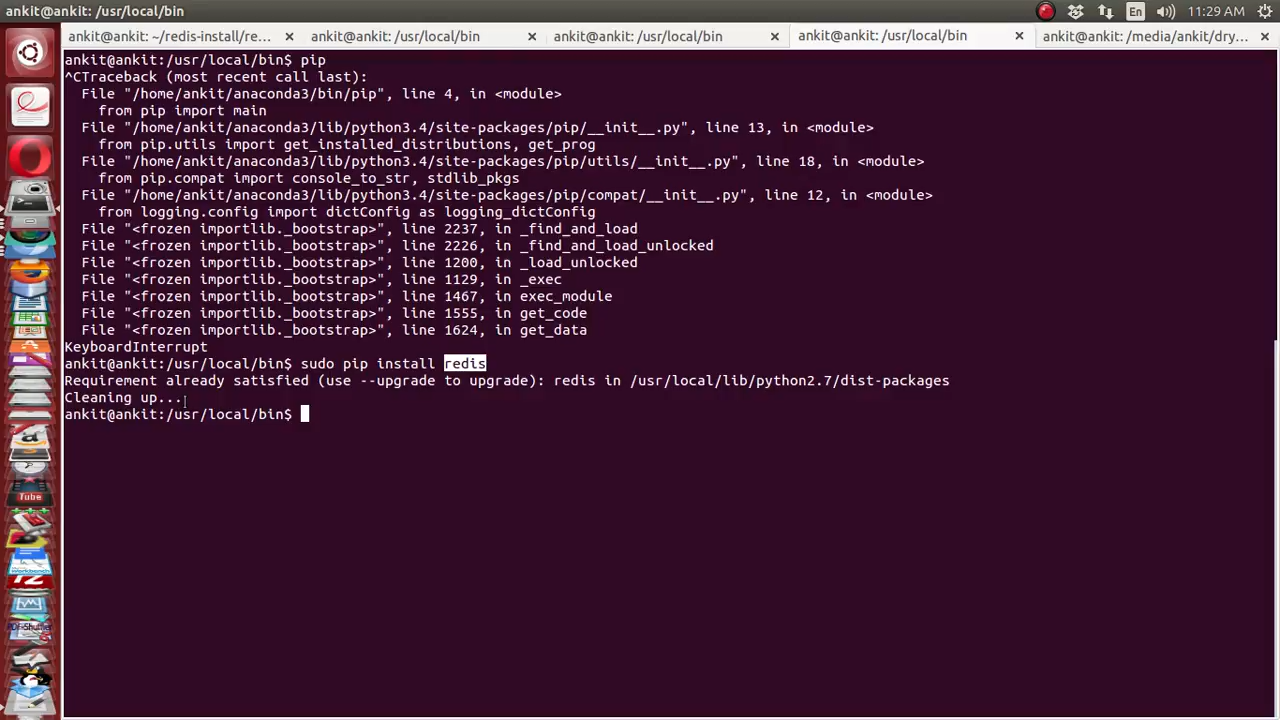 ankit@ankit: /usr/local/bin
En
11:29 AM
ankit@ankit: ~/redis-install/re... × ankit@ankit: /usr/local/bin × ankit@ankit: /usr/local/bin × ankit@ankit: /usr/local/bin × ankit@ankit: /media/ankit/dry... ×
ankit@ankit:/usr/local/bin$ pip
^CTraceback (most recent call last):
  File "/home/ankit/anaconda3/bin/pip", line 4, in <module>
    from pip import main
  File "/home/ankit/anaconda3/lib/python3.4/site-packages/pip/__init__.py", line 13, in <module>
    from pip.utils import get_installed_distributions, get_prog
  File "/home/ankit/anaconda3/lib/python3.4/site-packages/pip/utils/__init__.py", line 18, in <module>
    from pip.compat import console_to_str, stdlib_pkgs
  File "/home/ankit/anaconda3/lib/python3.4/site-packages/pip/compat/__init__.py", line 12, in <module>
    from logging.config import dictConfig as logging_dictConfig
  File "<frozen importlib._bootstrap>", line 2237, in _find_and_load
  File "<frozen importlib._bootstrap>", line 2226, in _find_and_load_unlocked
  File "<frozen importlib._bootstrap>", line 1200, in _load_unlocked
  File "<frozen importlib._bootstrap>", line 1129, in _exec
  File "<frozen importlib._bootstrap>", line 1467, in exec_module
  File "<frozen importlib._bootstrap>", line 1555, in get_code
  File "<frozen importlib._bootstrap>", line 1624, in get_data
KeyboardInterrupt
ankit@ankit:/usr/local/bin$ sudo pip install redis
Requirement already satisfied (use --upgrade to upgrade): redis in /usr/local/lib/python2.7/dist-packages
Cleaning up...
ankit@ankit:/usr/local/bin$
Tube